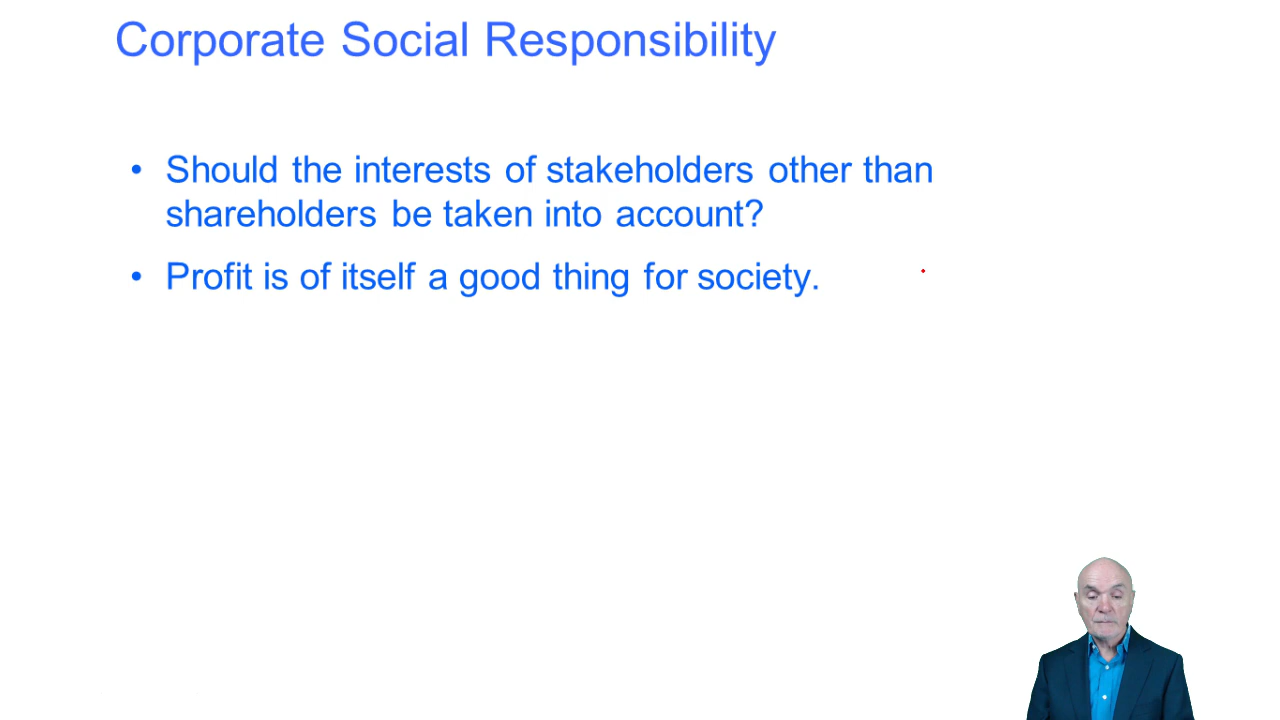 Corporate Social Responsibility
• Should the interests of stakeholders other than
shareholders be taken into account?
• Profit is of itself a good thing for society.